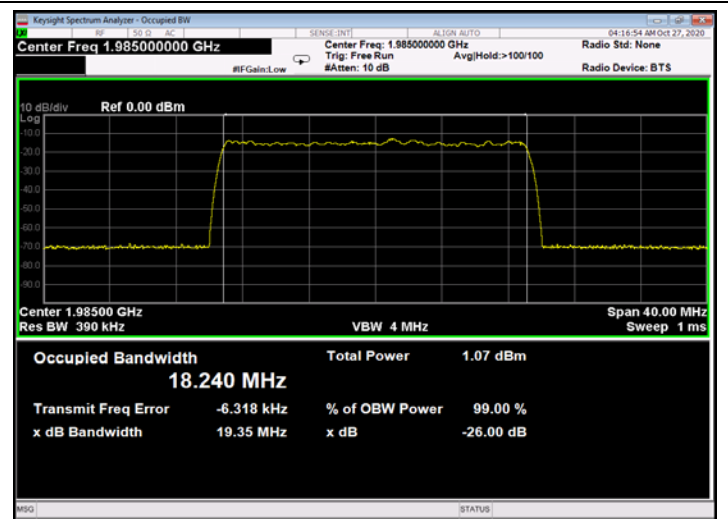 Keysight Spectrum Analyzer - Occupied BW
RF 50 Ω AC SENSE:INT ALIGN AUTO 04:16:54 AM Oct 27, 2020
Center Freq 1.985000000 GHz Center Freq: 1.985000000 GHz Radio Std: None
Trig: Free Run Avg|Hold:>100/100
#IFGain:Low #Atten: 10 dB Radio Device: BTS
10 dB/div Ref 0.00 dBm
Log
-10.0
-20.0
-30.0
-40.0
-50.0
-60.0
-70.0
-80.0
-90.0
Center 1.98500 GHz Span 40.00 MHz
Res BW 390 kHz VBW 4 MHz Sweep 1 ms
Occupied Bandwidth Total Power 1.07 dBm
18.240 MHz
Transmit Freq Error -6.318 kHz % of OBW Power 99.00 %
x dB Bandwidth 19.35 MHz x dB -26.00 dB
MSG STATUS